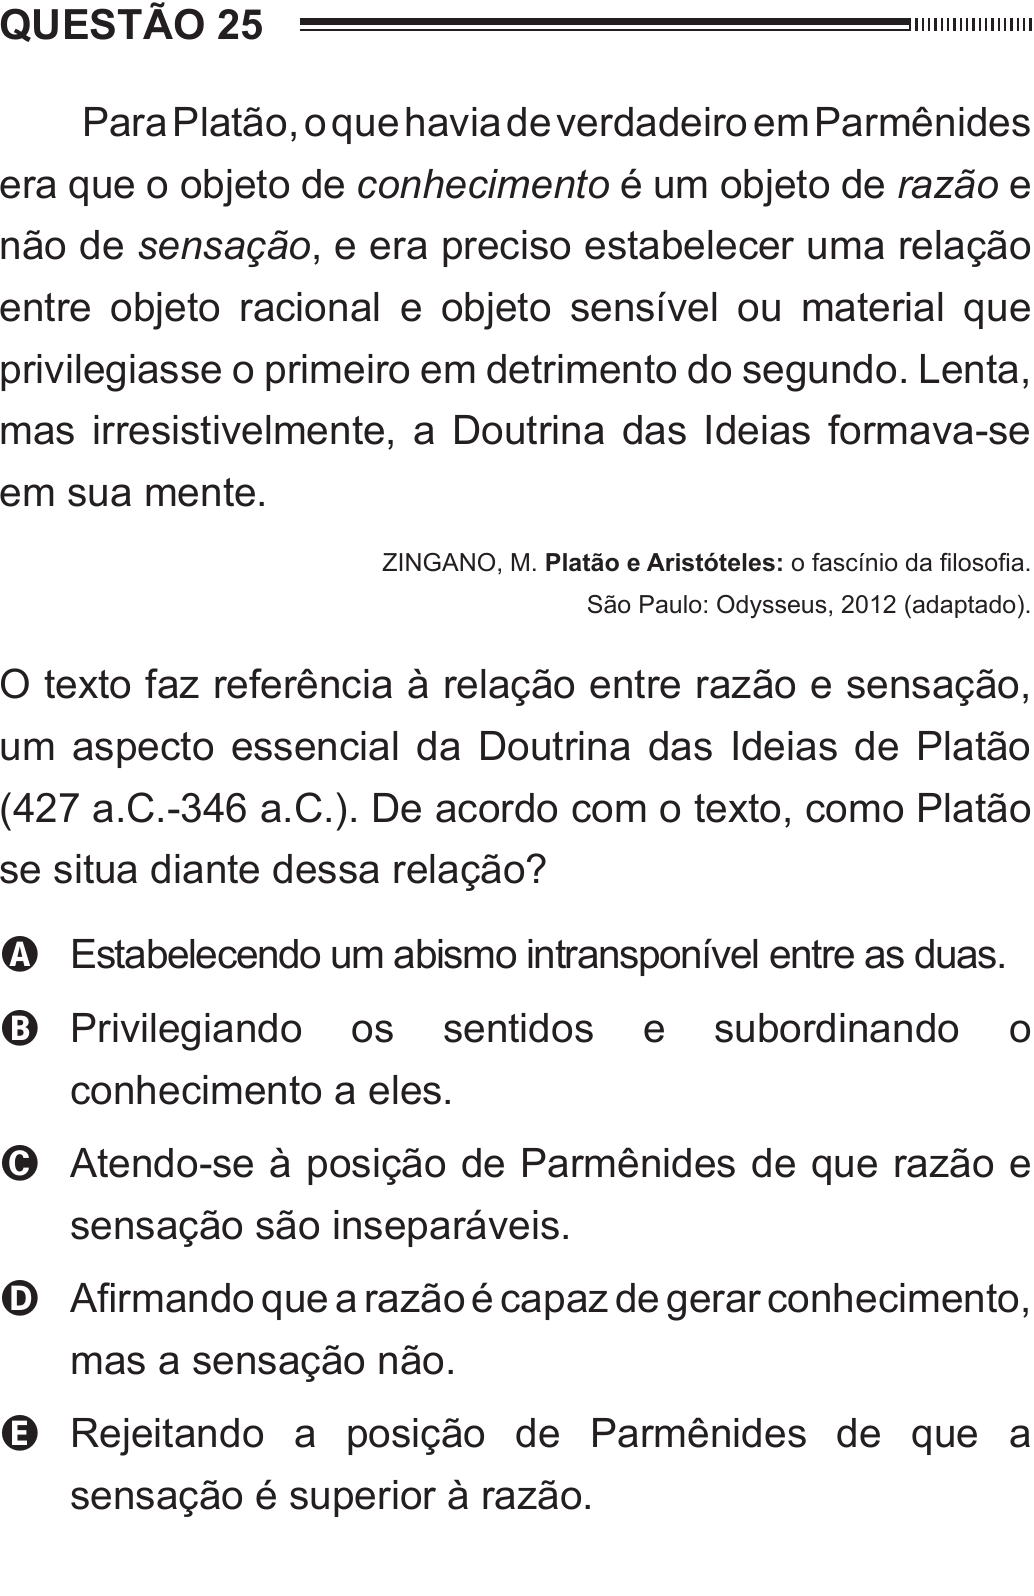 QUESTÃO 25
Para Platão, o que havia de verdadeiro em Parmênides
era que o objeto de conhecimento é um objeto de razão e
não de sensação, e era preciso estabelecer uma relação
entre objeto racional e objeto sensível ou material que
privilegiasse o primeiro em detrimento do segundo. Lenta,
mas irresistivelmente, a Doutrina das Ideias formava-se
em sua mente.
ZINGANO, M. Platão e Aristóteles: o fascínio da filosofia.
São Paulo: Odysseus, 2012 (adaptado).
O texto faz referência à relação entre razão e sensação,
um aspecto essencial da Doutrina das Ideias de Platão
(427 a.C.-346 a.C.). De acordo com o texto, como Platão
se situa diante dessa relação?
A Estabelecendo um abismo intransponível entre as duas.
B Privilegiando os sentidos e subordinando o
conhecimento a eles.
C Atendo-se à posição de Parmênides de que razão e
sensação são inseparáveis.
D Afirmando que a razão é capaz de gerar conhecimento,
mas a sensação não.
E Rejeitando a posição de Parmênides de que a
sensação é superior à razão.